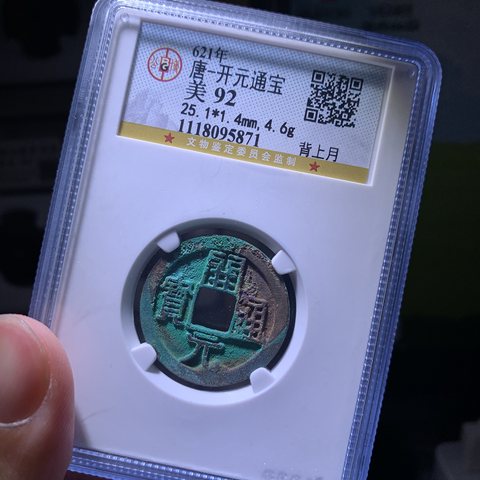 621年
唐-开元通宝
美 92
25.1*1.4mm,4.6g
1118095871
背上月
文物鉴定委员会监制
開元通寶